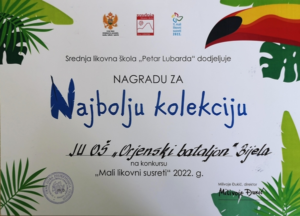 Srednja likovna škola „Petar Lubarda“ dodjeljuje
NAGRADU ZA
Najbolju kolekciju
JU OŠ „Orjenski bataljon“ Bijela
na konkursu
„Mali likovni susreti“ 2022. g.